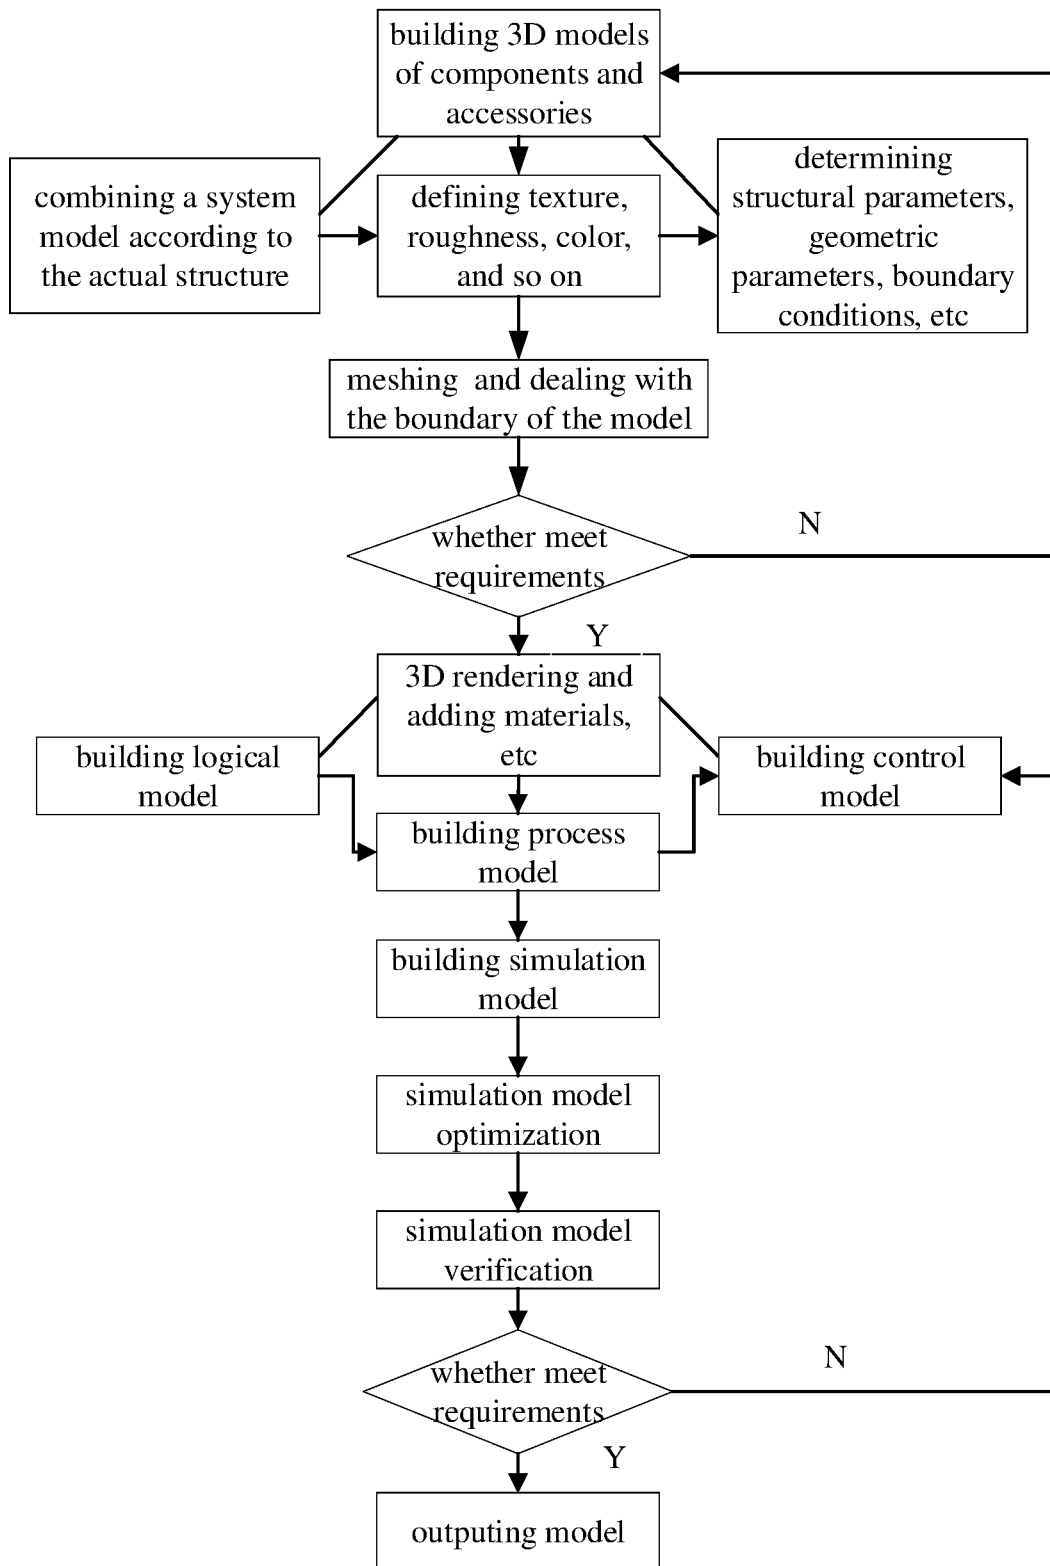 building 3D models
of components and
accessories
combining a system
model according to
the actual structure
defining texture,
roughness, color,
and so on
determining
structural parameters,
geometric
parameters, boundary
conditions, etc
meshing and dealing with
the boundary of the model
whether meet
requirements
N
Y
3D rendering and
adding materials,
etc
building logical
model
building control
model
building process
model
building simulation
model
simulation model
optimization
simulation model
verification
whether meet
requirements
N
Y
outputing model